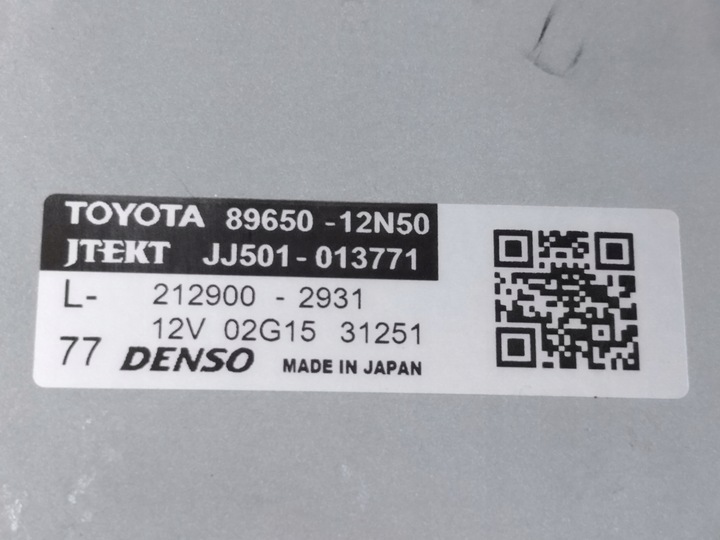 TOYOTA 89650-12N50
JTEKT JJ501-013771
L- 212900-2931
12V 02G15 31251
77 DENSO MADE IN JAPAN